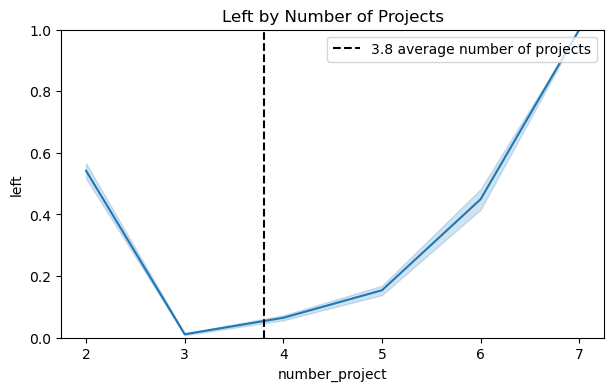 Left by Number of Projects
3.8 average number of projects
left
1.0
0.8
0.6
0.4
0.2
0.0
2 3 4 5 6 7
number_project